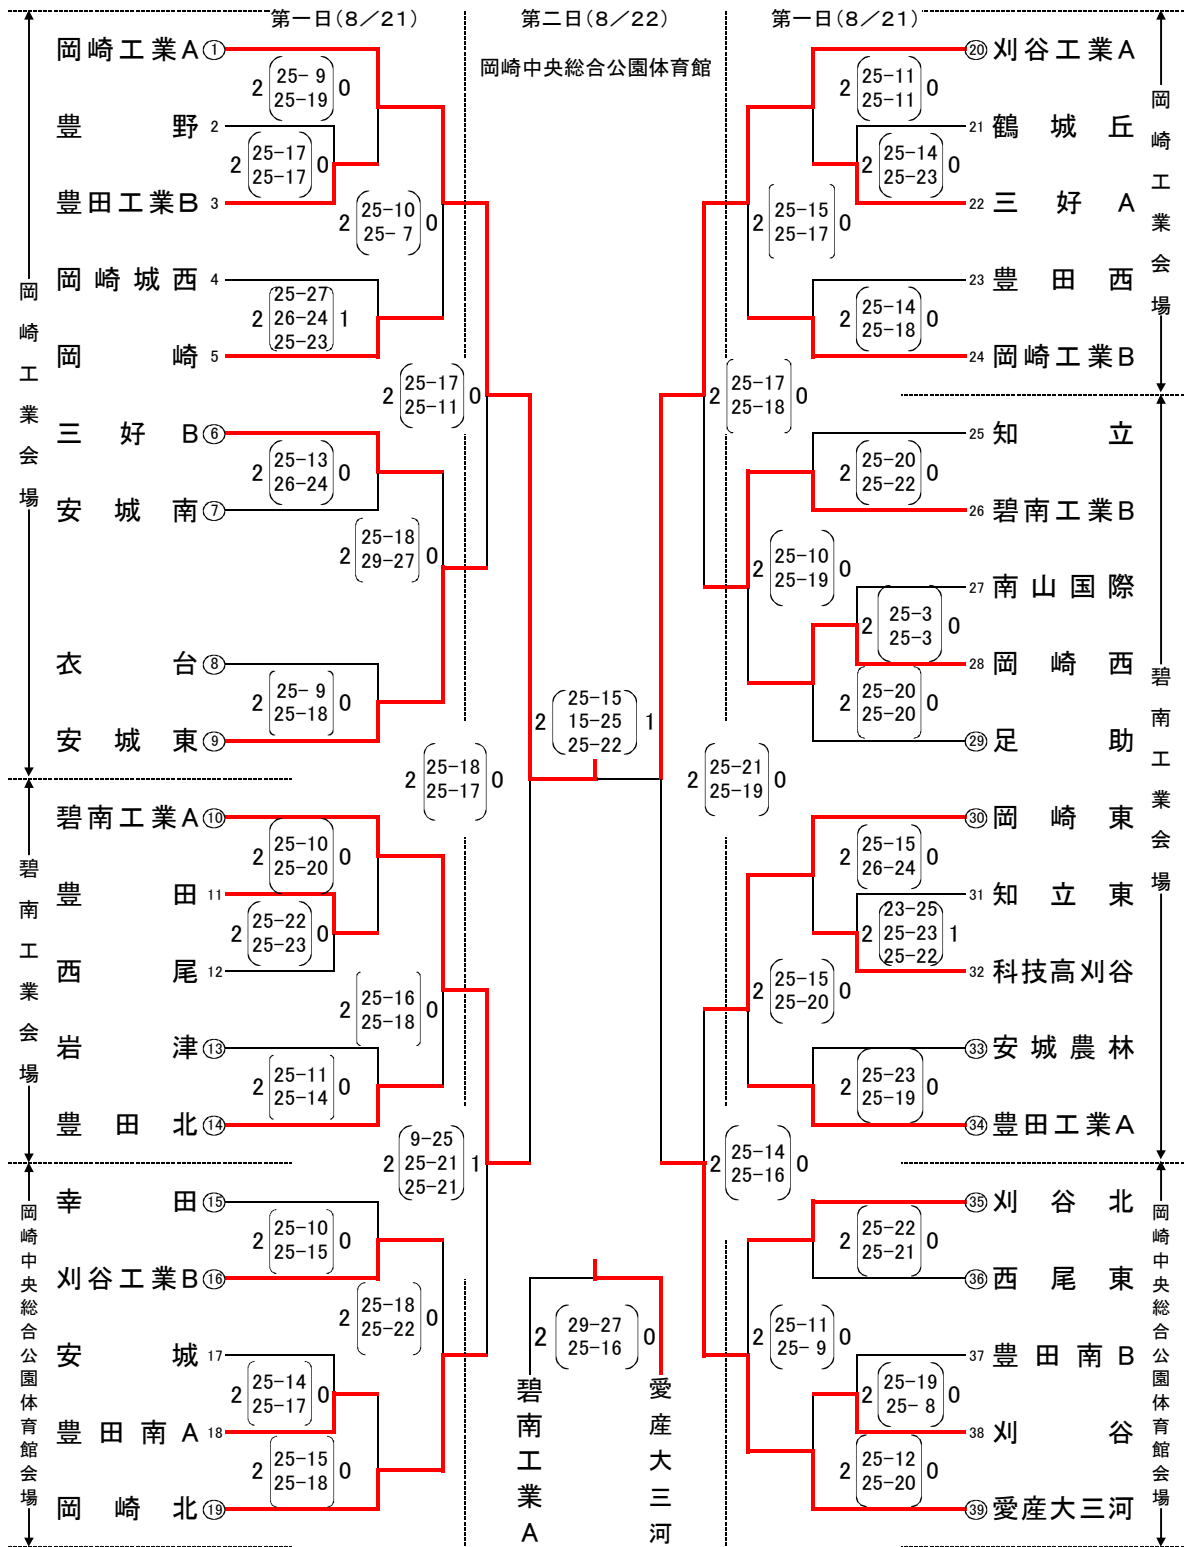 第一日(8／21)
第二日(8／22)
第一日(8／21)
岡崎中央総合公園体育館
岡崎工業会場
岡崎工業A ①
2 25- 9 0
25-19
豊野 2
2 25-17 0
25-17
豊田工業B 3
2 25-10 0
25- 7
岡崎城西 4
25-27
2 26-24 1
25-23
岡崎 5
2 25-17 0
25-11
三好B ⑥
2 25-13 0
26-24
安城南 ⑦
2 25-18 0
29-27
衣台 ⑧
2 25- 9 0
25-18
安城東 ⑨
2 25-18 0
25-17
碧南工業会場
碧南工業A ⑩
2 25-10 0
25-20
豊田 11
2 25-22 0
25-23
西尾 12
2 25-16 0
25-18
岩津 ⑬
2 25-11 0
25-14
豊田北 ⑭
9-25
2 25-21 1
25-21
岡崎中央総合公園体育館会場
幸田 ⑮
2 25-10 0
25-15
刈谷工業B ⑯
2 25-18 0
25-22
安城 17
2 25-14 0
25-17
豊田南A 18
2 25-15 0
25-18
岡崎北 ⑲
25-15
2 15-25 1
25-22
2 29-27 0
25-16
碧南工業A
愛産大三河
岡崎工業会場
⑳ 刈谷工業A
2 25-11 0
25-11
21 鶴城丘
2 25-14 0
25-23
22 三好A
2 25-15 0
25-17
23 豊田西
2 25-14 0
25-18
24 岡崎工業B
2 25-17 0
25-18
碧南工業会場
25 知立
2 25-20 0
25-22
26 碧南工業B
2 25-10 0
25-19
27 南山国際
2 25-3 0
25-3
28 岡崎西
2 25-20 0
25-20
㉙ 足助
2 25-21 0
25-19
㉚ 岡崎東
2 25-15 0
26-24
31 知立東
23-25
2 25-23 1
25-22
32 科技高刈谷
2 25-15 0
25-20
㉝ 安城農林
2 25-23 0
25-19
㉞ 豊田工業A
2 25-14 0
25-16
岡崎中央総合公園体育館会場
㉟ 刈谷北
2 25-22 0
25-21
㊱ 西尾東
2 25-11 0
25- 9
37 豊田南B
2 25-19 0
25- 8
38 刈谷
2 25-12 0
25-20
㊴ 愛産大三河